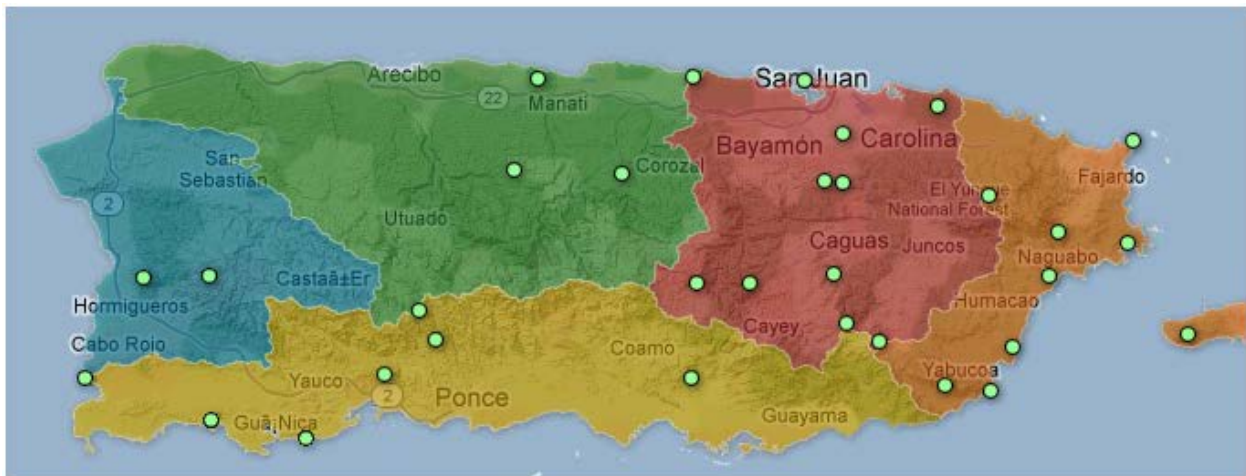 Arecibo
22
Manati
San Juan
Bayamón
Carolina
Corozal
San
Sebastian
2
Utuado
El Yunque
National Forest
Fajardo
Caguas
Juncos
Naguabo
Castaã±Er
Hormigueros
Humacao
Cabo Rojo
Cayey
Coamo
Yauco
2
Ponce
Yabucoa
Guayama
Guã¡Nica